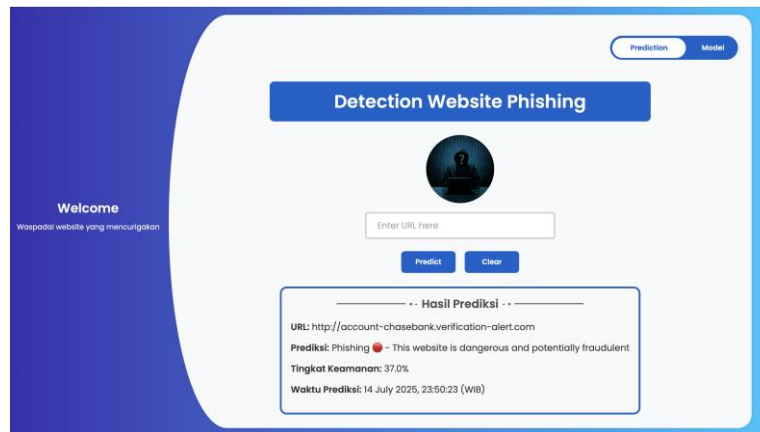 Prediction Model
Detection Website Phishing
Welcome
Waspadai website yang mencurigakan
Enter URL here
Predict Clear
Hasil Prediksi
URL: http://account-chasebank.verification-alert.com
Prediksi: Phishing 🔴 - This website is dangerous and potentially fraudulent
Tingkat Keamanan: 37.0%
Waktu Prediksi: 14 July 2025, 23:50:23 (WIB)